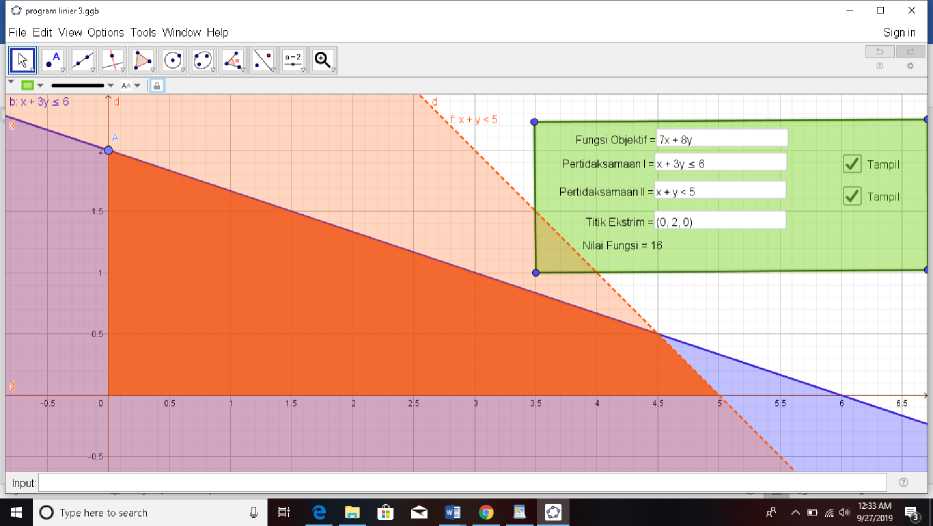 program linier 3.ggb
File Edit View Options Tools Window Help
Sign in
A
a=2
AA
b: x + 3y ≤ 6
d
d
f: x + y < 5
A
Fungsi Objektif = 7x + 8y
Pertidaksamaan I = x + 3y ≤ 6
Tampil
Pertidaksamaan II = x + y < 5
Tampil
Titik Ekstrim = (0, 2, 0)
Nilai Fungsi = 16
2
1.5
1
0.5
-0.5 0 0.5 1 1.5 2 2.5 3 3.5 4 4.5 5 5.5 6 6.5
-0.5
Input:
Type here to search
12:33 AM
9/27/2019
3